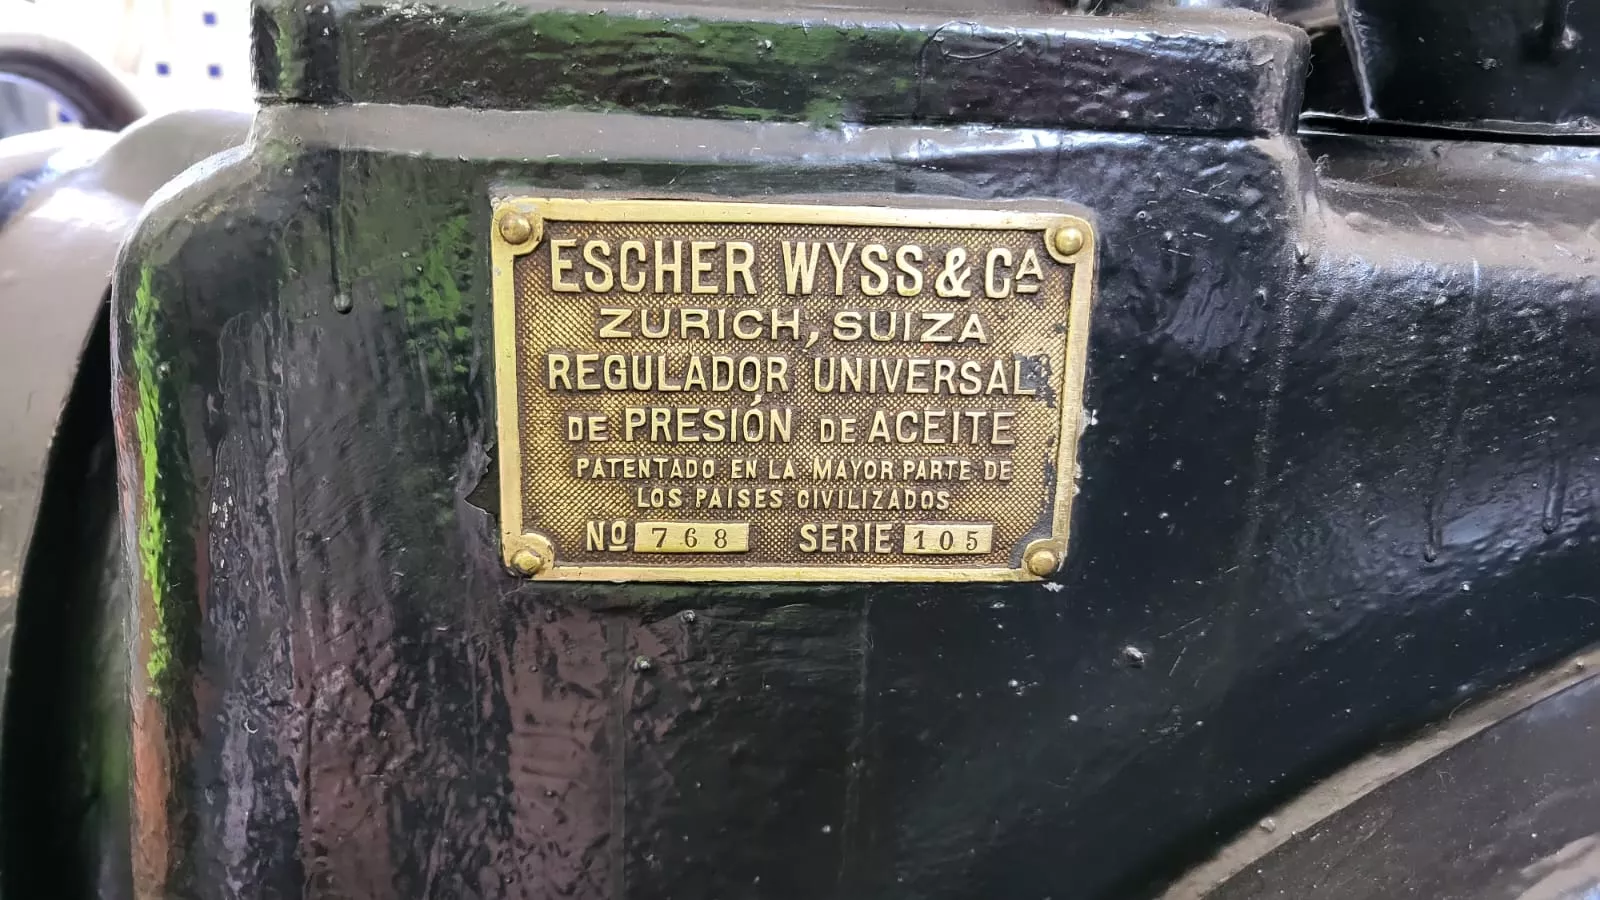 ESCHER WYSS & CA
ZURICH, SUIZA
REGULADOR UNIVERSAL
DE PRESIÓN DE ACEITE
PATENTADO EN LA MAYOR PARTE DE
LOS PAISES CIVILIZADOS
Nº 768 SERIE 105